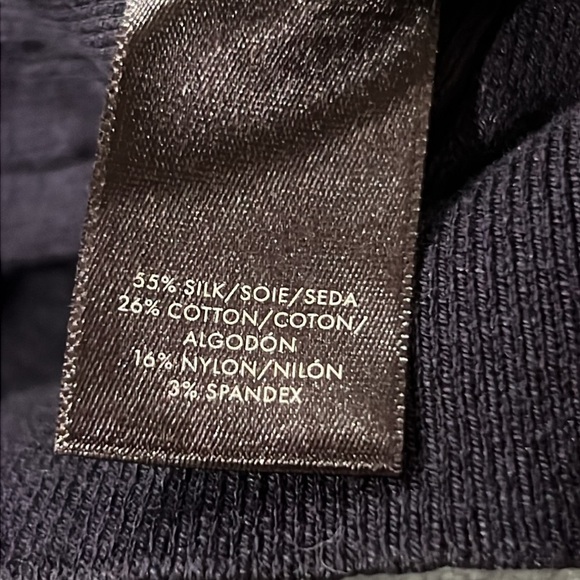 55% SILK/SOIE/SEDA
26% COTTON/COTON/
ALGODÓN
16% NYLON/NILÓN
3% SPANDEX